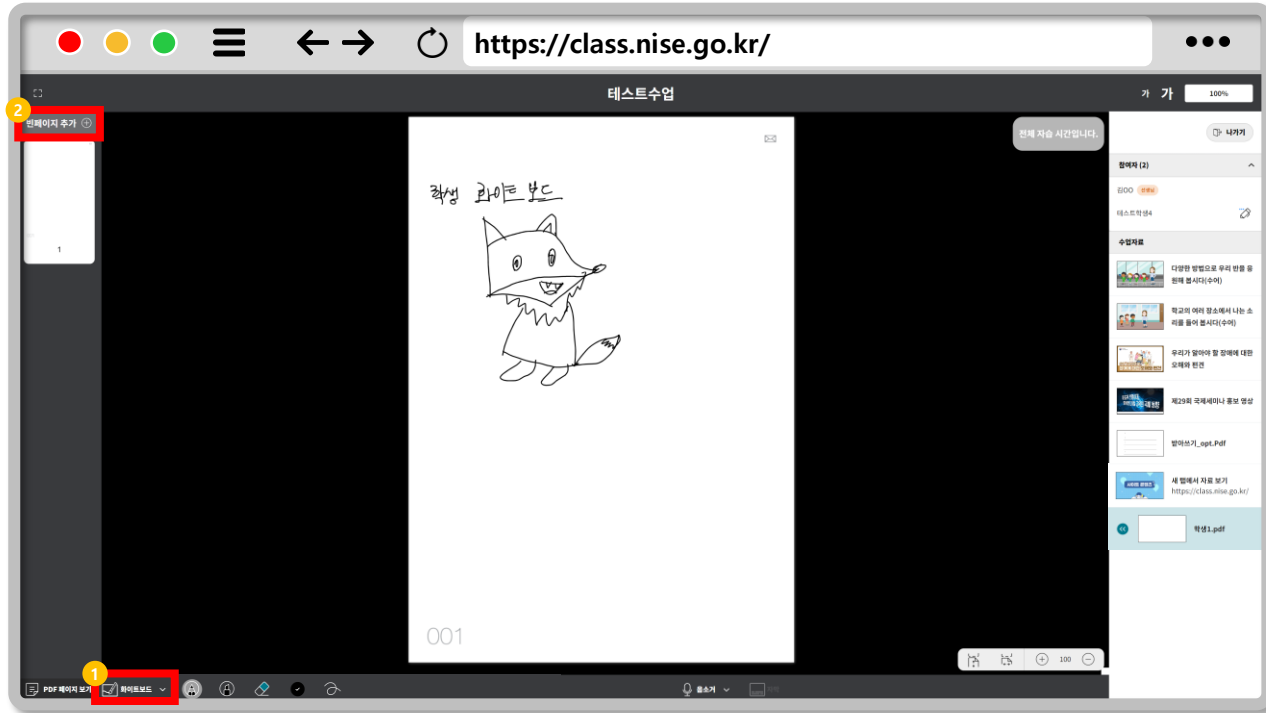 https://class.nise.go.kr/
테스트수업
가 가 100%
2
빈페이지 추가
1
학생 화이트 보드
001
전체 자습 시간입니다.
나가기
참여자 (2)
김OO 선생님
테스트학생4
수업자료
다양한 방법으로 우리 반을 응
원해 봅시다(수어)
학교의 여러 장소에서 나는 소
리를 들어 봅시다(수어)
우리가 알아야 할 장애에 대한
오해와 편견
제29회 국제세미나 홍보 영상
받아쓰기_opt.Pdf
새 탭에서 자료 보기
https://class.nise.go.kr/
학생1.pdf
100
1
PDF 페이지 보기
화이트보드
음소거